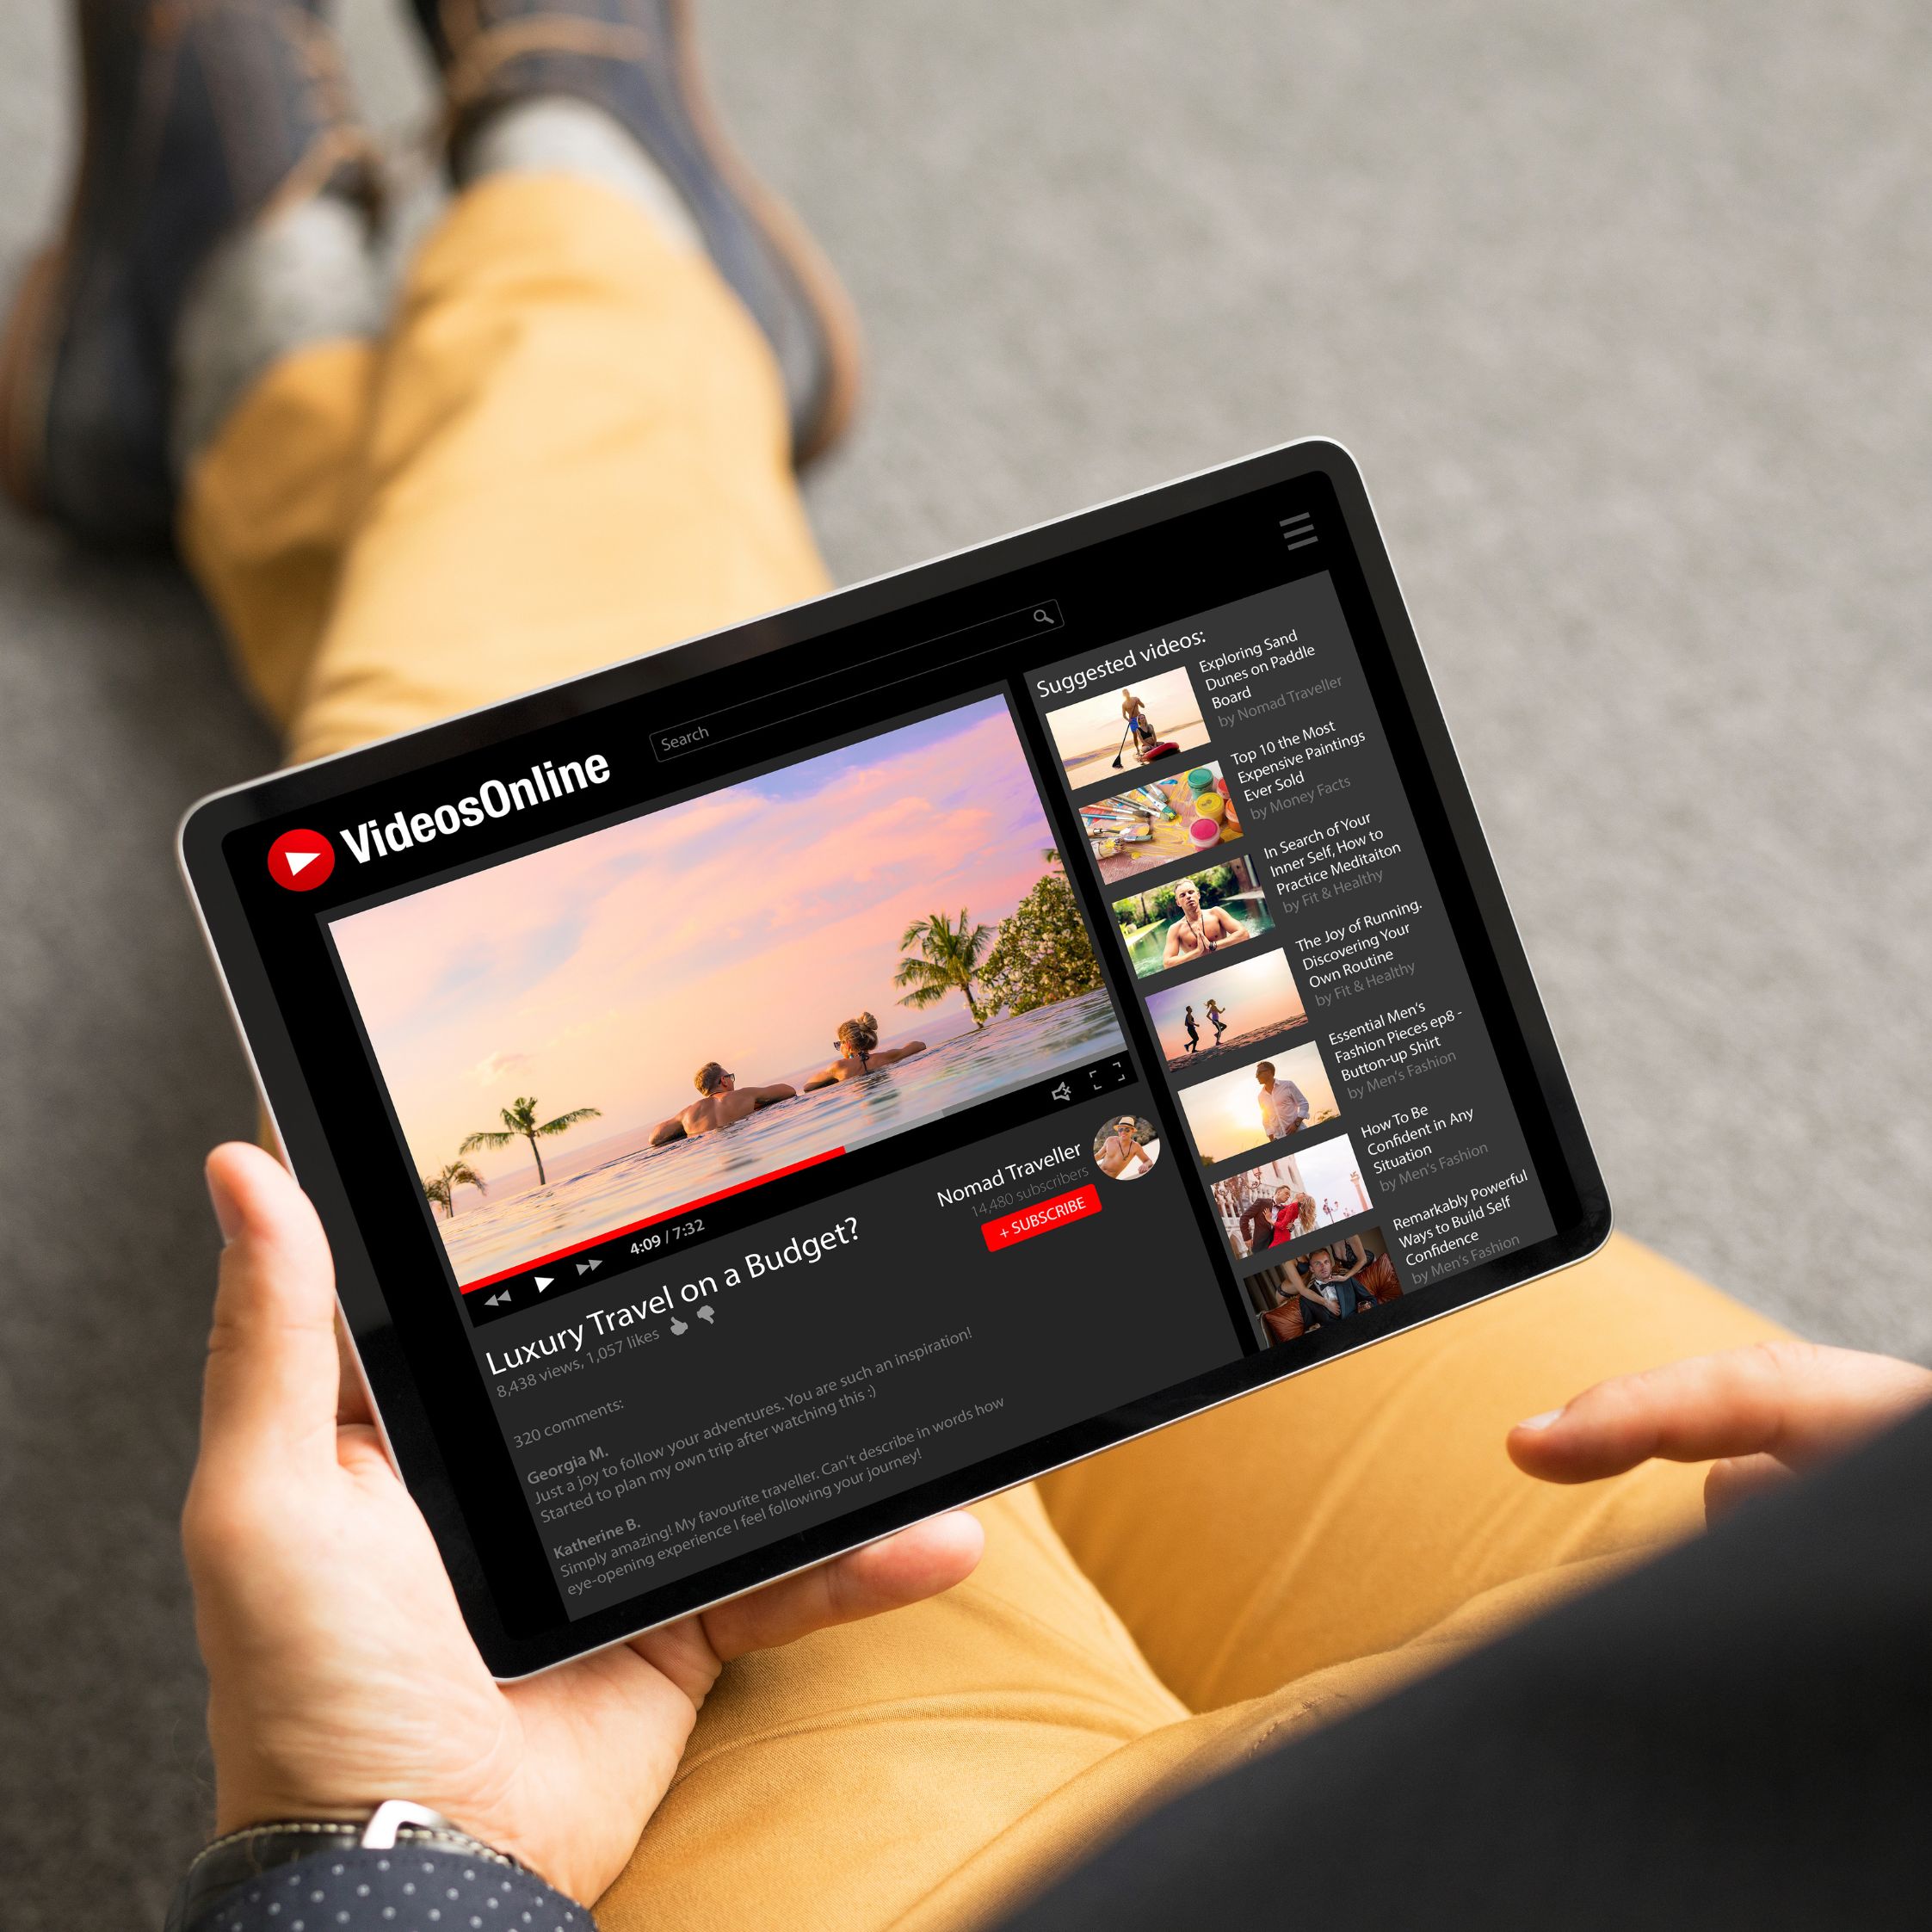 VideosOnline
Search
4:09 / 7:32
Luxury Travel on a Budget?
8,438 views, 1,057 likes
Nomad Traveller
14,480 subscribers
+ SUBSCRIBE
320 comments:
Georgia M.
Just a joy to follow your adventures. You are such an inspiration!
Started to plan my own trip after watching this :)
Katherine B.
Simply amazing! My favourite traveller. Can't describe in words how
eye-opening experience I feel following your journey!
Suggested videos:
Exploring Sand
Dunes on Paddle
Board
by Nomad Traveller
Top 10 the Most
Expensive Paintings
Ever Sold
by Money Facts
In Search of Your
Inner Self, How to
Practice Meditaiton
by Fit & Healthy
The Joy of Running.
Discovering Your
Own Routine
by Fit & Healthy
Essential Men's
Fashion Pieces ep8 -
Button-up Shirt
by Men's Fashion
How To Be
Confident in Any
Situation
by Men's Fashion
Remarkably Powerful
Ways to Build Self
Confidence
by Men's Fashion